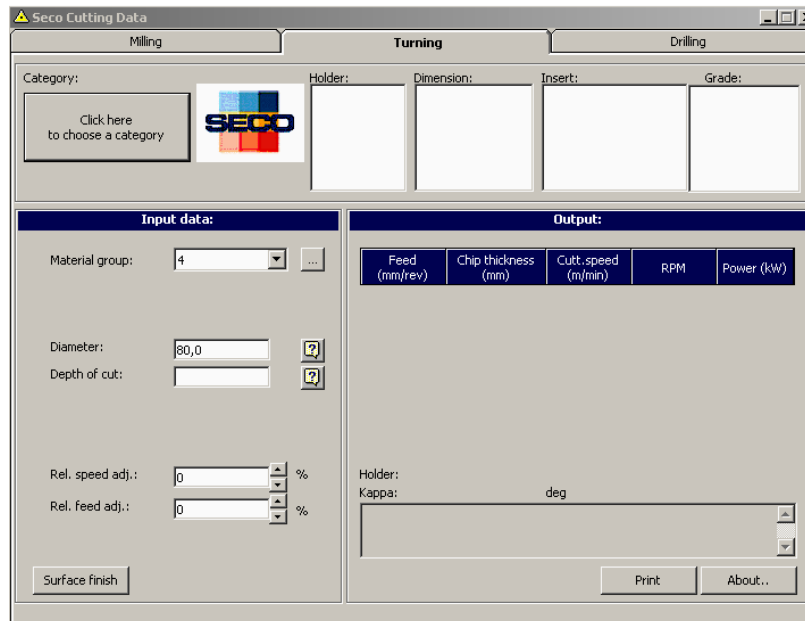 Seco Cutting Data
Milling
Turning
Drilling
Category:
Holder:
Dimension:
Insert:
Grade:
Click here
to choose a category
SECO
Input data:
Material group:
4
...
Diameter:
80,0
?
Depth of cut:
?
Rel. speed adj.:
0
%
Rel. feed adj.:
0
%
Surface finish
Output:
Feed
(mm/rev)
Chip thickness
(mm)
Cutt.speed
(m/min)
RPM
Power (kW)
Holder:
Kappa:
deg
Print
About..